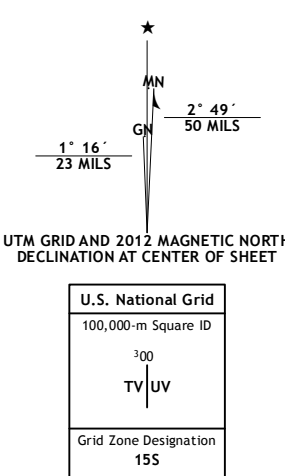 ★
MN
GN
2° 49´
50 MILS
1° 16´
23 MILS
UTM GRID AND 2012 MAGNETIC NORTH
DECLINATION AT CENTER OF SHEET
U.S. National Grid
100,000-m Square ID
³00
TV UV
Grid Zone Designation
15S